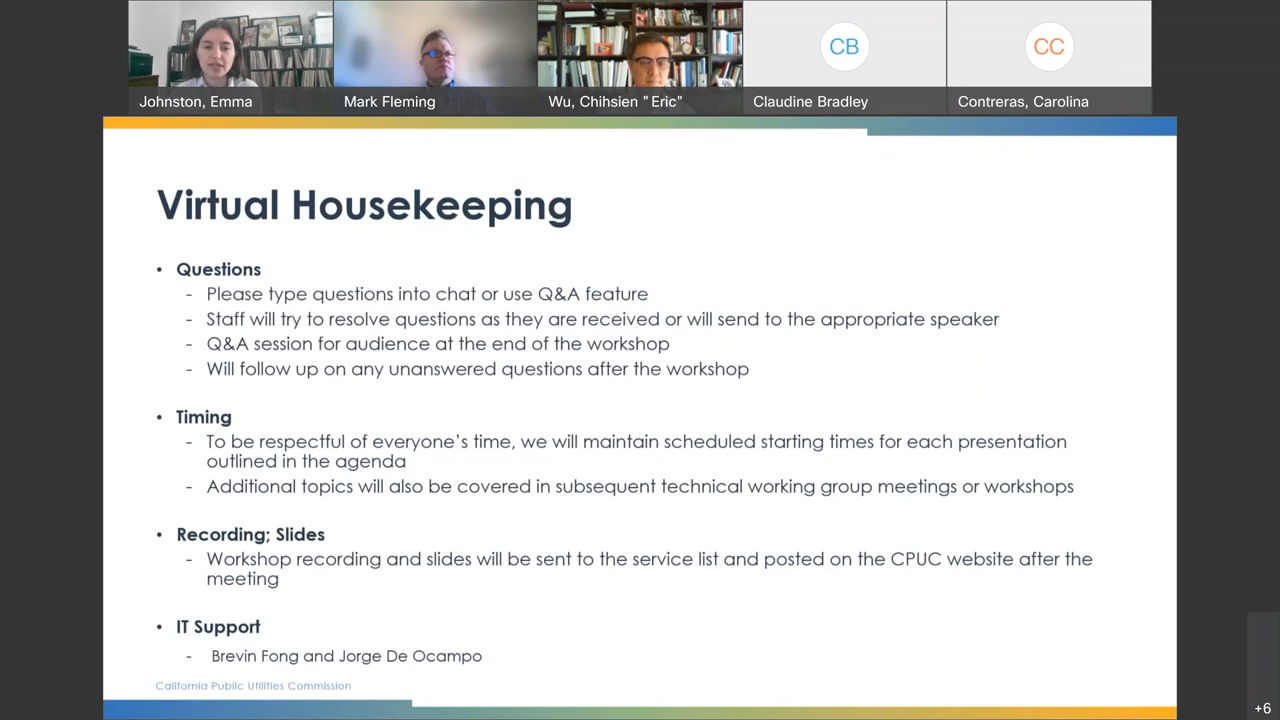 CB
CC
Johnston, Emma
Mark Fleming
Wu, Chihsien "Eric"
Claudine Bradley
Contreras, Carolina
Virtual Housekeeping
• Questions
- Please type questions into chat or use Q&A feature
- Staff will try to resolve questions as they are received or will send to the appropriate speaker
- Q&A session for audience at the end of the workshop
- Will follow up on any unanswered questions after the workshop
• Timing
- To be respectful of everyone's time, we will maintain scheduled starting times for each presentation
outlined in the agenda
- Additional topics will also be covered in subsequent technical working group meetings or workshops
• Recording; Slides
- Workshop recording and slides will be sent to the service list and posted on the CPUC website after the
meeting
• IT Support
- Brevin Fong and Jorge De Ocampo
California Public Utilities Commission
+6